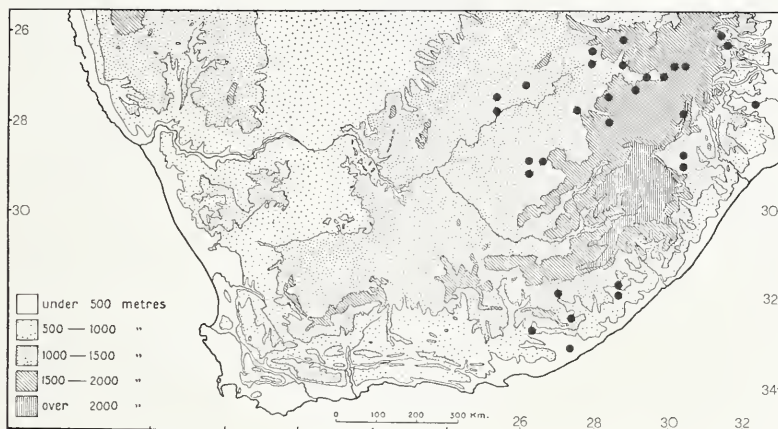 26
28
30
30
32
34
under 500 metres
500 — 1000 "
1000 — 1500 "
1500 — 2000 "
over 2000 "
0 100 200 300 Km.
26 28 30 32